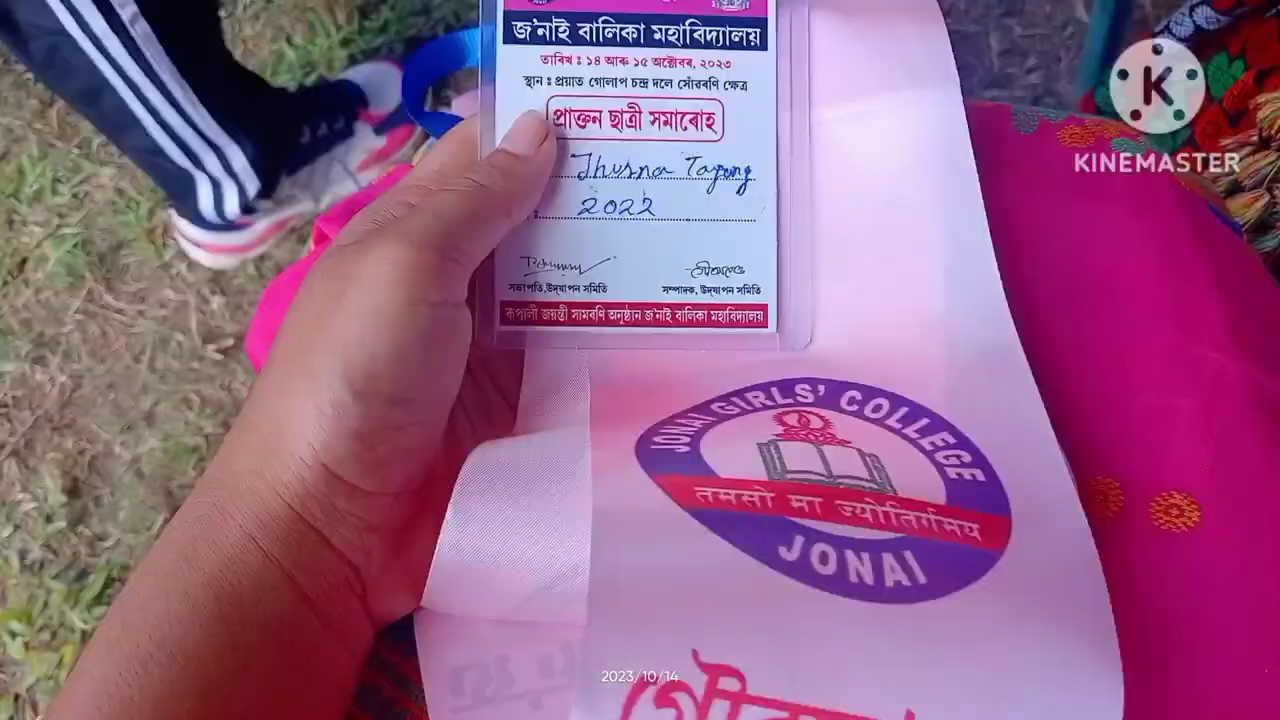 জ'নাই বালিকা মহাবিদ্যালয়
তাৰিখ : ১৪ আৰু ১৫ অক্টোবৰ, ২০২৩
স্থান : প্ৰয়াত গোলাপ চন্দ্ৰ দলে সোঁৱৰণি ক্ষেত্ৰ
প্ৰাক্তন ছাত্ৰী সমাৰোহ
Jhusna Tayung
: 2022
সভাপতি, উদ্‌যাপন সমিতি
সম্পাদক, উদ্‌যাপন সমিতি
ৰূপালী জয়ন্তী সামৰণি অনুষ্ঠান জ'নাই বালিকা মহাবিদ্যালয়
K
KINEMASTER
JONAI GIRLS' COLLEGE
तमसो मा ज्योतिर्गमय
JONAI
2023/10/14